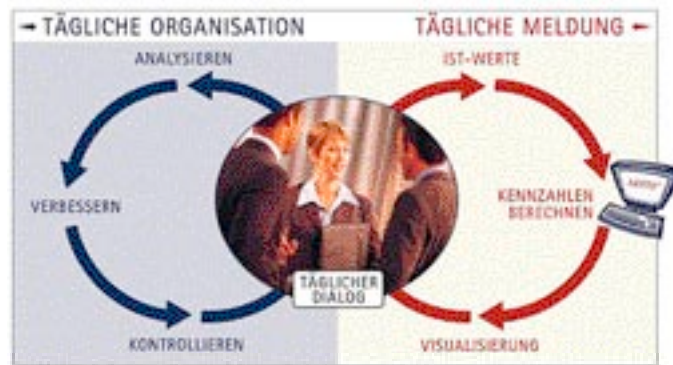 TÄGLICHE ORGANISATION
TÄGLICHE MELDUNG
ANALYSIEREN
IST-WERTE
VERBESSERN
KENNZAHLEN
BERECHNEN
TÄGLICHER
DIALOG
KONTROLLIEREN
VISUALISIERUNG